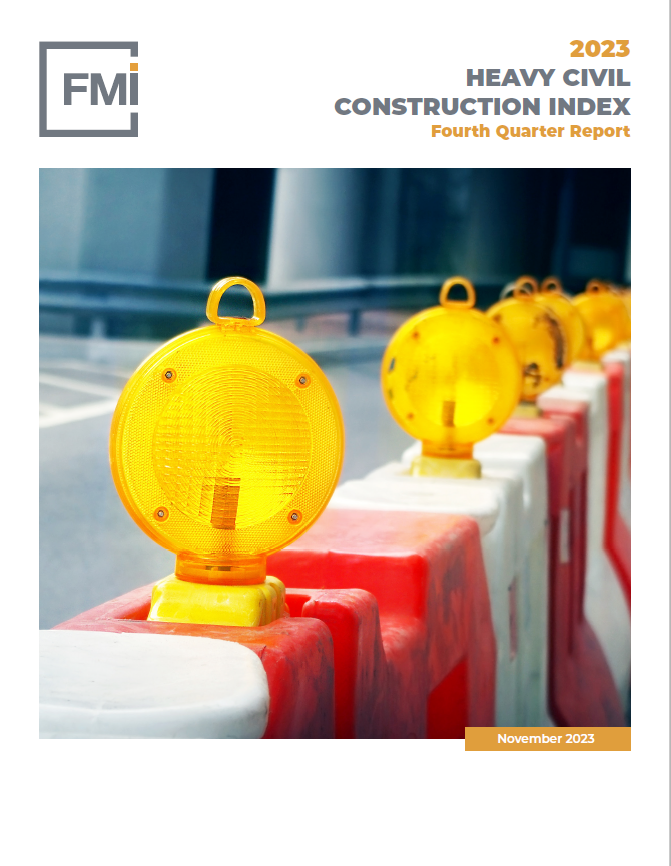 FMI
2023
HEAVY CIVIL
CONSTRUCTION INDEX
Fourth Quarter Report
November 2023